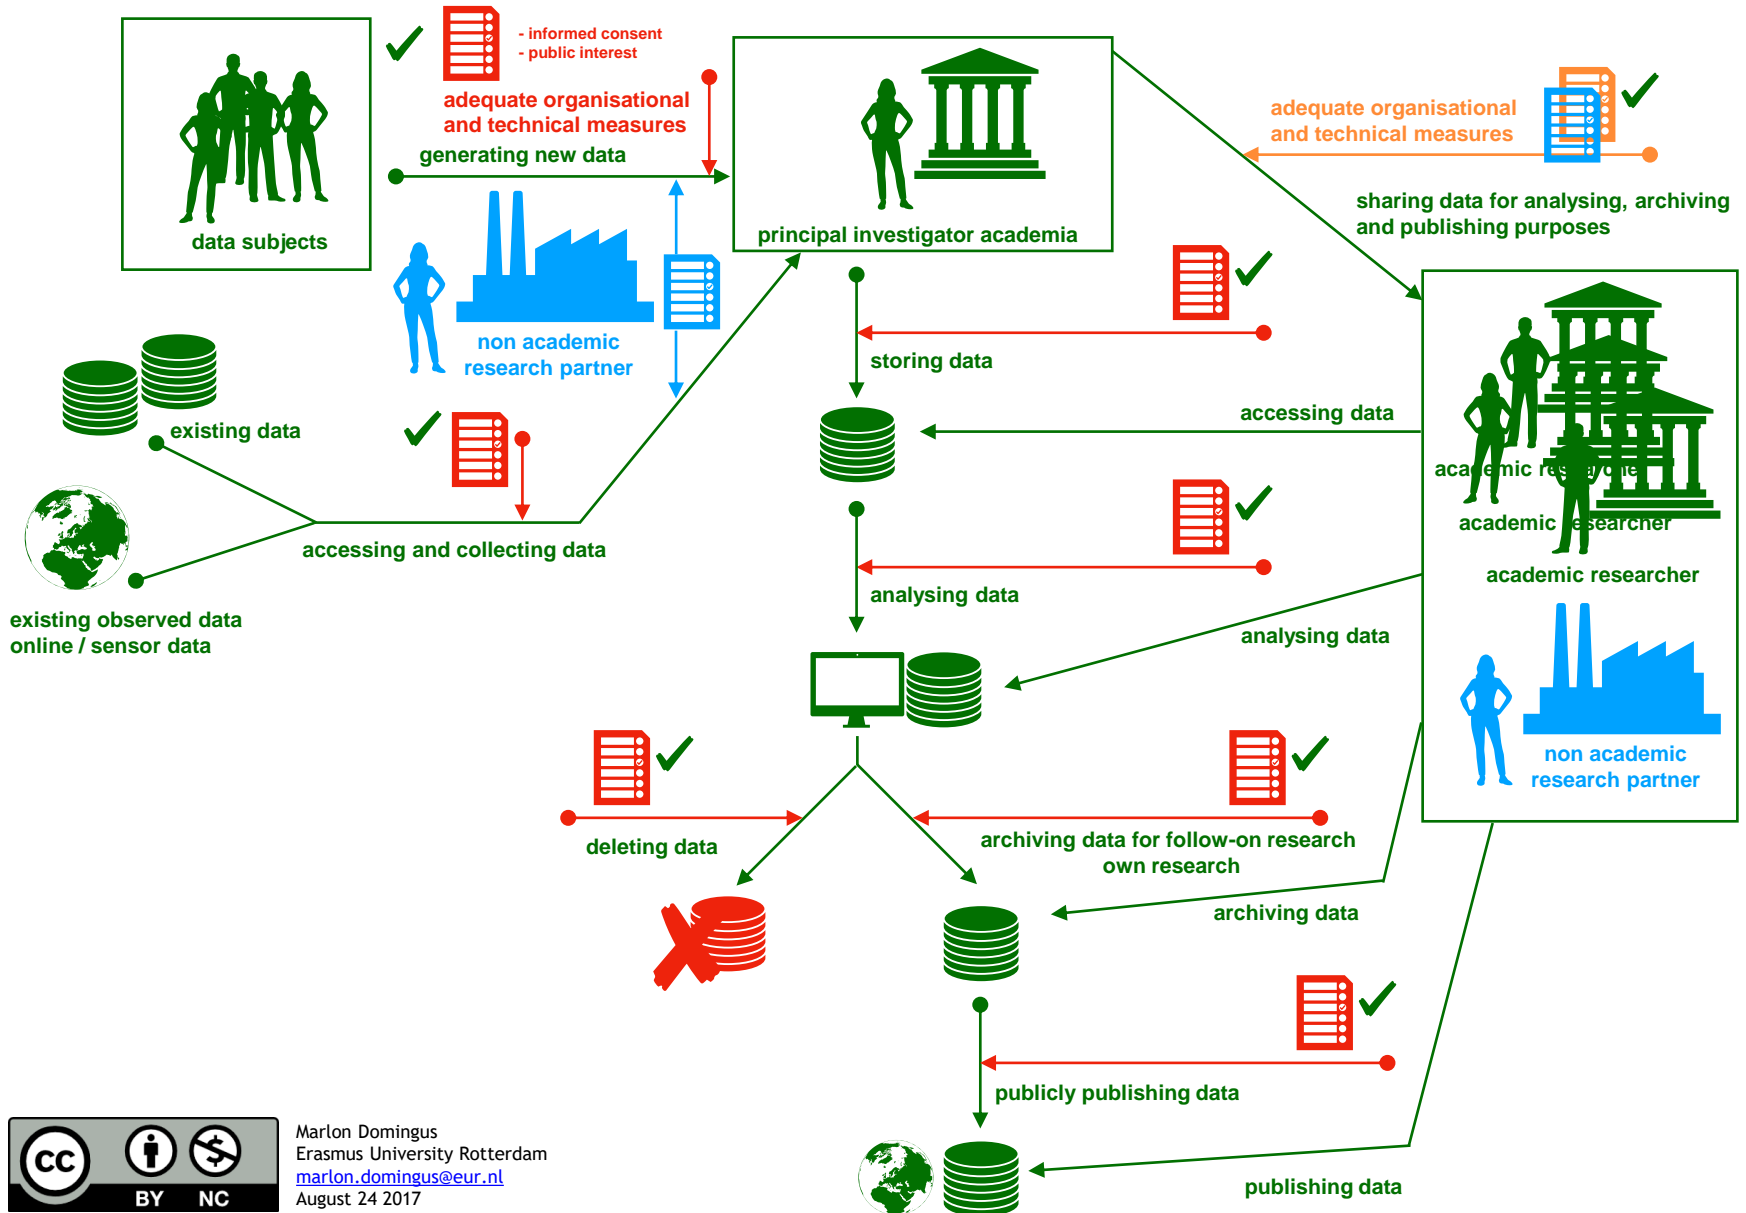 - informed consent
- public interest
adequate organisational
and technical measures
generating new data
data subjects
principal investigator academia
adequate organisational
and technical measures
sharing data for analysing, archiving
and publishing purposes
non academic
research partner
storing data
accessing data
existing data
accessing and collecting data
existing observed data
online / sensor data
academic researcher
academic researcher
academic researcher
analysing data
analysing data
non academic
research partner
deleting data
archiving data for follow-on research
own research
archiving data
publicly publishing data
publishing data
CC
BY NC
Marlon Domingus
Erasmus University Rotterdam
marlon.domingus@eur.nl
August 24 2017